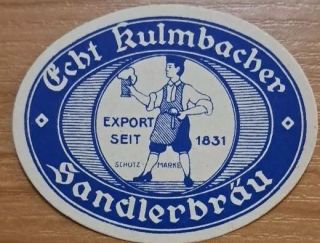 Echt Kulmbacher
EXPORT
SEIT 1831
SCHUTZ MARKE
Sandlerbräu